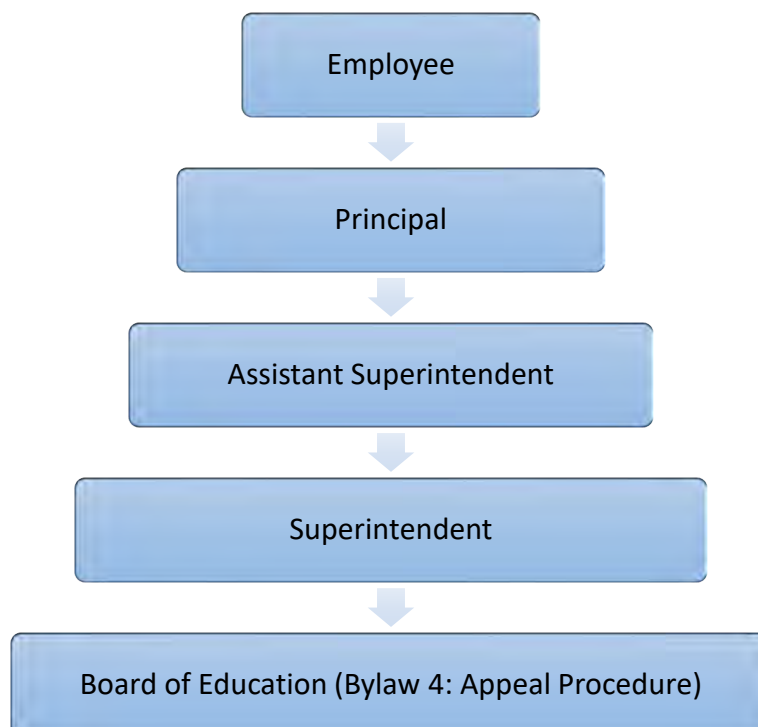 Employee
Principal
Assistant Superintendent
Superintendent
Board of Education (Bylaw 4: Appeal Procedure)